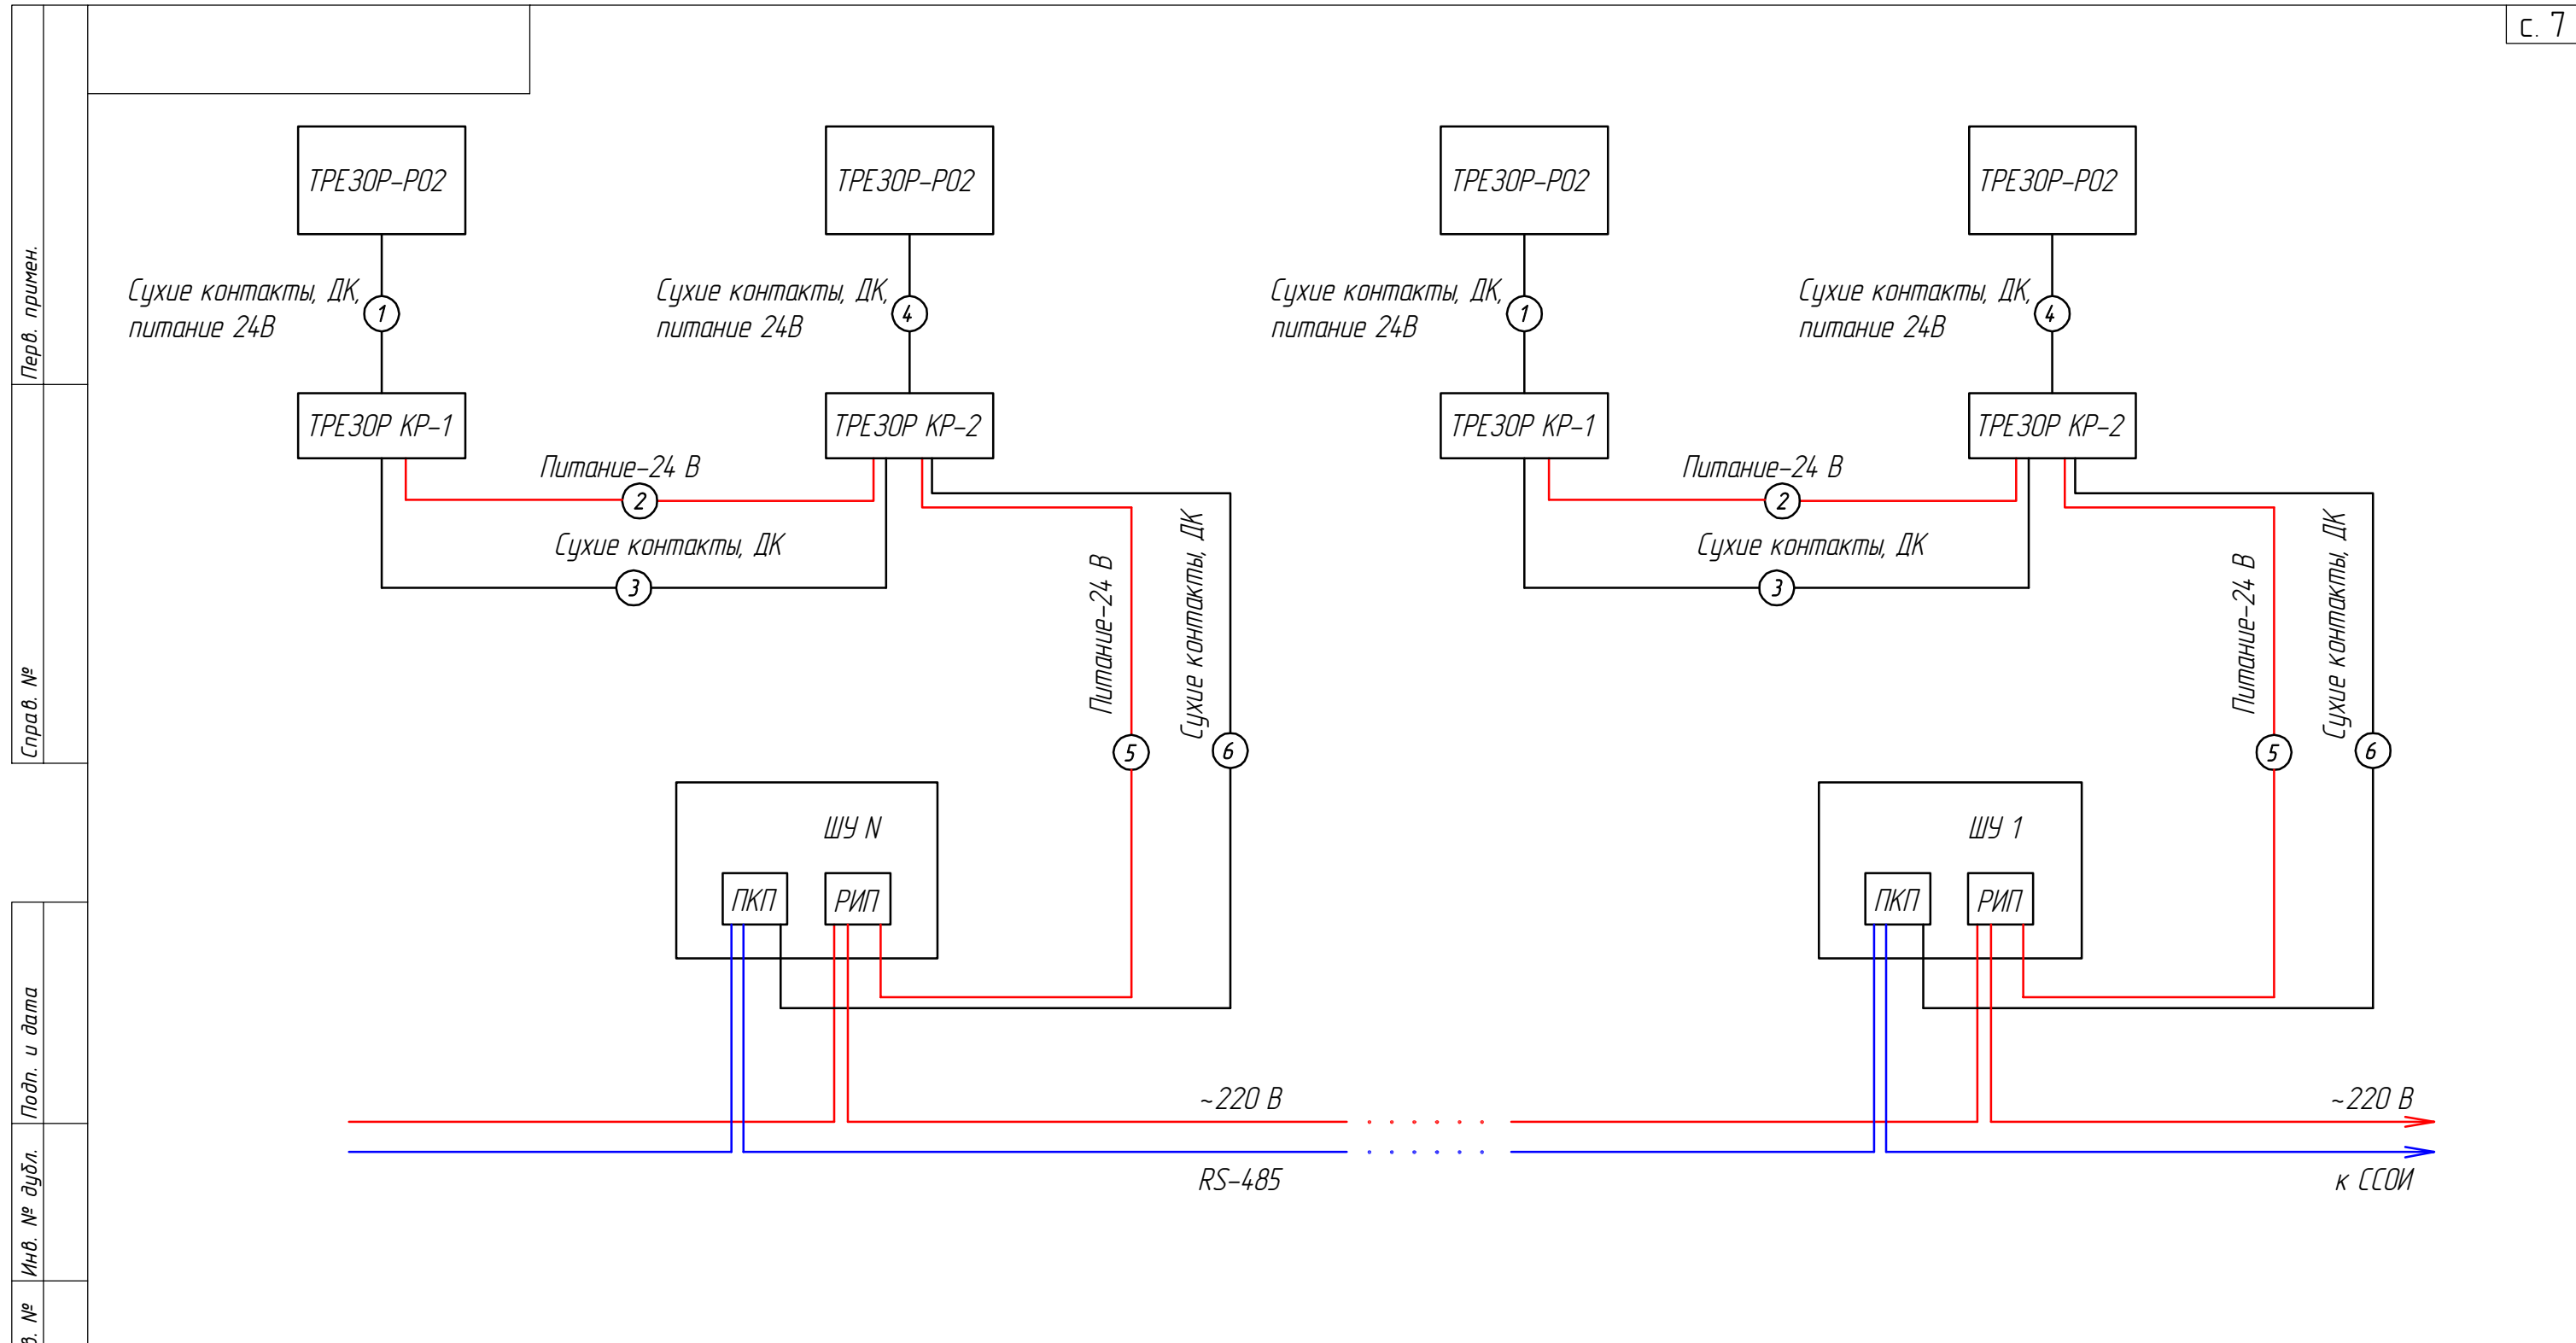 с. 7
ТРЕЗОР-Р02
ТРЕЗОР-Р02
ТРЕЗОР-Р02
ТРЕЗОР-Р02
Сухие контакты, ДК,
питание 24В
1
Сухие контакты, ДК,
питание 24В
4
Сухие контакты, ДК,
питание 24В
1
Сухие контакты, ДК,
питание 24В
4
ТРЕЗОР КР-1
ТРЕЗОР КР-2
ТРЕЗОР КР-1
ТРЕЗОР КР-2
Питание-24 В
2
Сухие контакты, ДК
3
Питание-24 В
5
Сухие контакты, ДК
6
Питание-24 В
2
Сухие контакты, ДК
3
Питание-24 В
5
Сухие контакты, ДК
6
ШУ N
ПКП
РИП
ШУ 1
ПКП
РИП
~220 В
~220 В
RS-485
к ССОИ
Перв. примен.
Справ. №
Подп. и дата
Инв. № дубл.
№